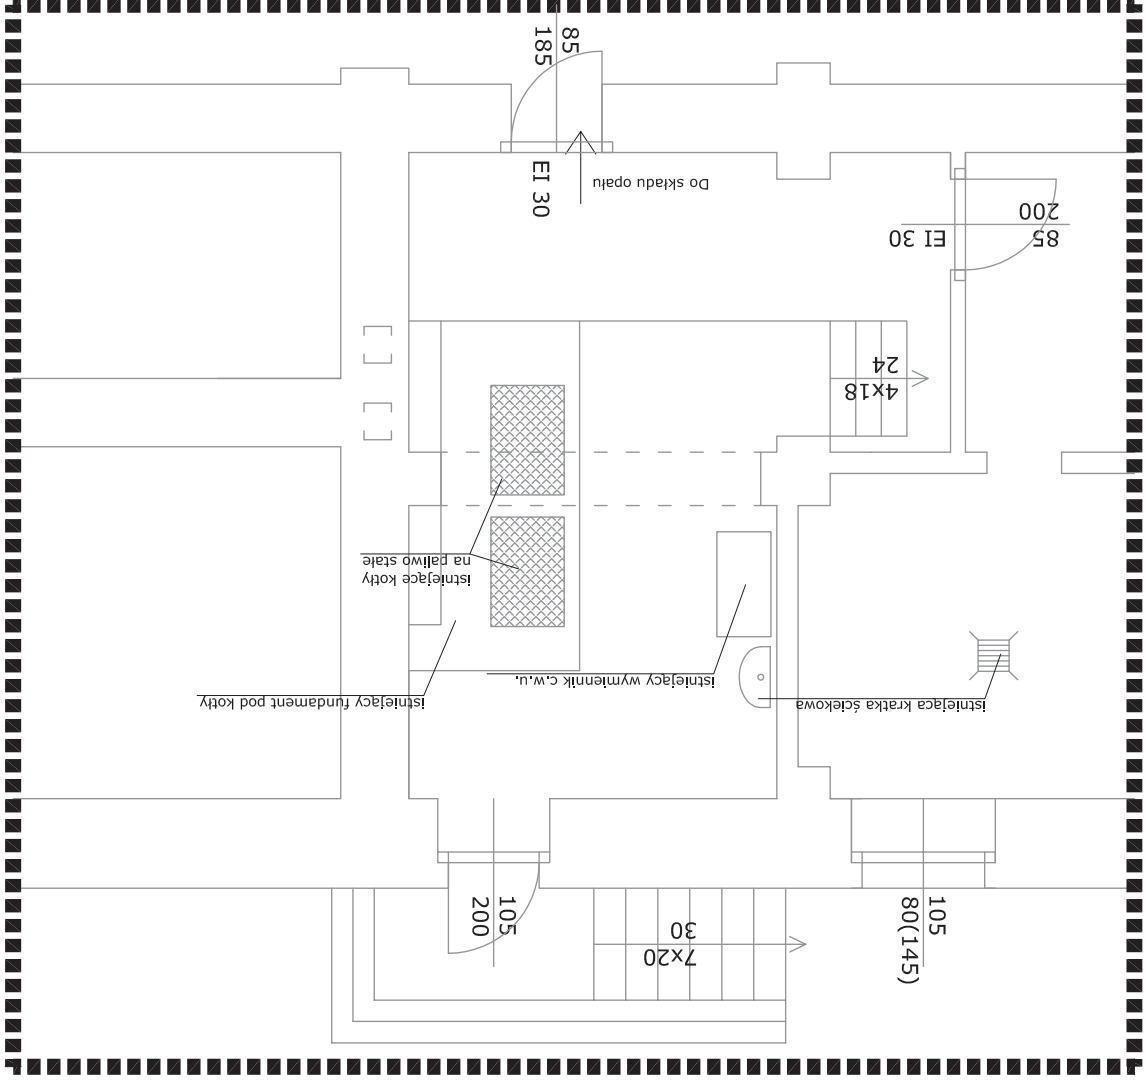 85
185
EI 30
Do składu opału
EI 30
85
200
4x18
24
istniejące kotły
na paliwo stałe
istniejący fundament pod kotły
istniejący wymiennik c.w.u.
istniejąca kratka ściekowa
105
200
7x20
30
105
80(145)